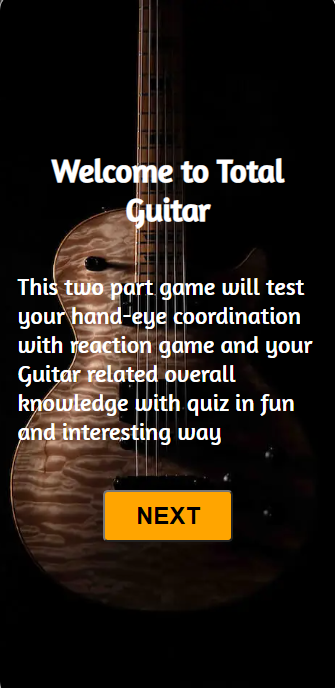 Welcome to Total
Guitar
This two part game will test
your hand-eye coordination
with reaction game and your
Guitar related overall
knowledge with quiz in fun
and interesting way
NEXT